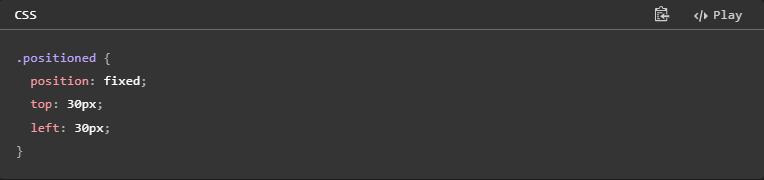 CSS
</> Play
.positioned {
  position: fixed;
  top: 30px;
  left: 30px;
}